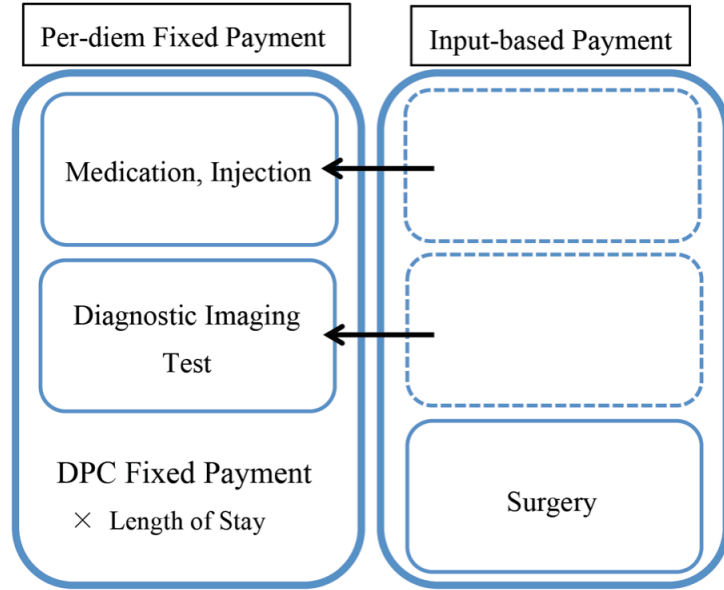 Per-diem Fixed Payment
Input-based Payment
Medication, Injection
Diagnostic Imaging
Test
DPC Fixed Payment
× Length of Stay
Surgery